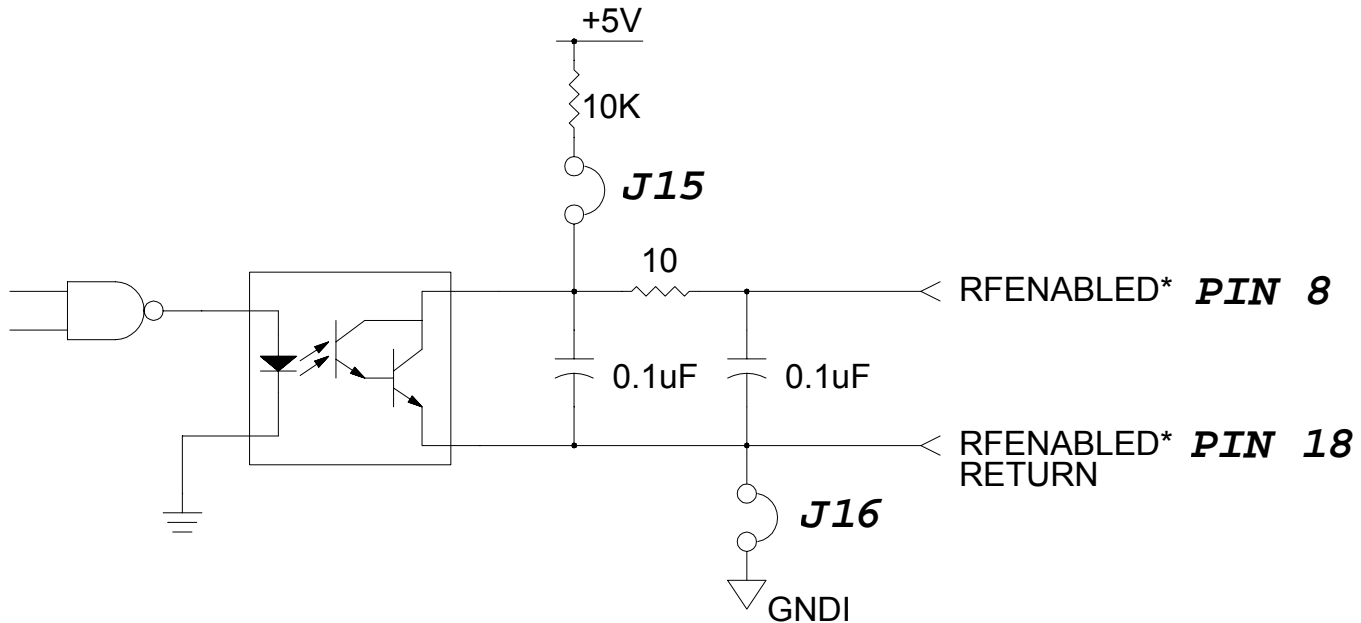 +5V
10K
J15
10
RFENABLED* PIN 8
0.1uF
0.1uF
RFENABLED* PIN 18
RETURN
J16
GNDI